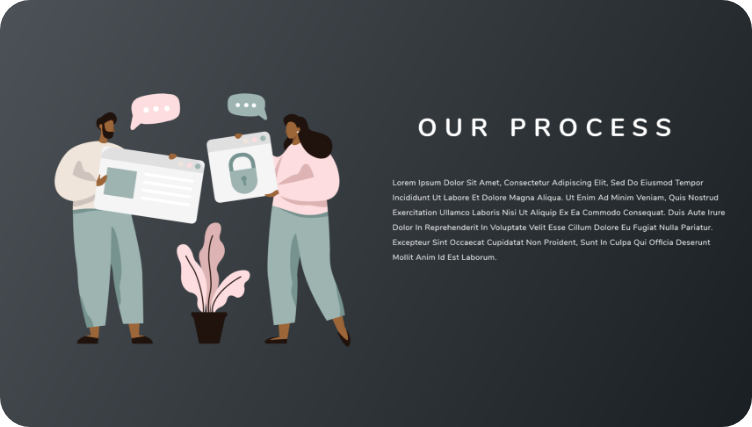 OUR PROCESS
Lorem Ipsum Dolor Sit Amet, Consectetur Adipiscing Elit, Sed Do Eiusmod Tempor
Incididunt Ut Labore Et Dolore Magna Aliqua. Ut Enim Ad Minim Veniam, Quis Nostrud
Exercitation Ullamco Laboris Nisi Ut Aliquip Ex Ea Commodo Consequat. Duis Aute Irure
Dolor In Reprehenderit In Voluptate Velit Esse Cillum Dolore Eu Fugiat Nulla Pariatur.
Excepteur Sint Occaecat Cupidatat Non Proident, Sunt In Culpa Qui Officia Deserunt
Mollit Anim Id Est Laborum.